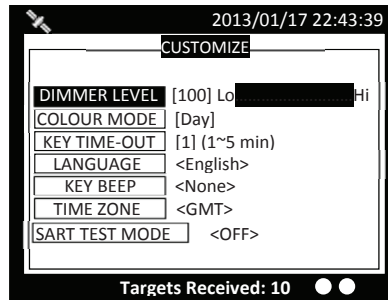 2013/01/17 22:43:39
CUSTOMIZE
DIMMER LEVEL [100] Lo Hi
COLOUR MODE [Day]
KEY TIME-OUT [1] (1~5 min)
LANGUAGE <English>
KEY BEEP <None>
TIME ZONE <GMT>
SART TEST MODE <OFF>
Targets Received: 10